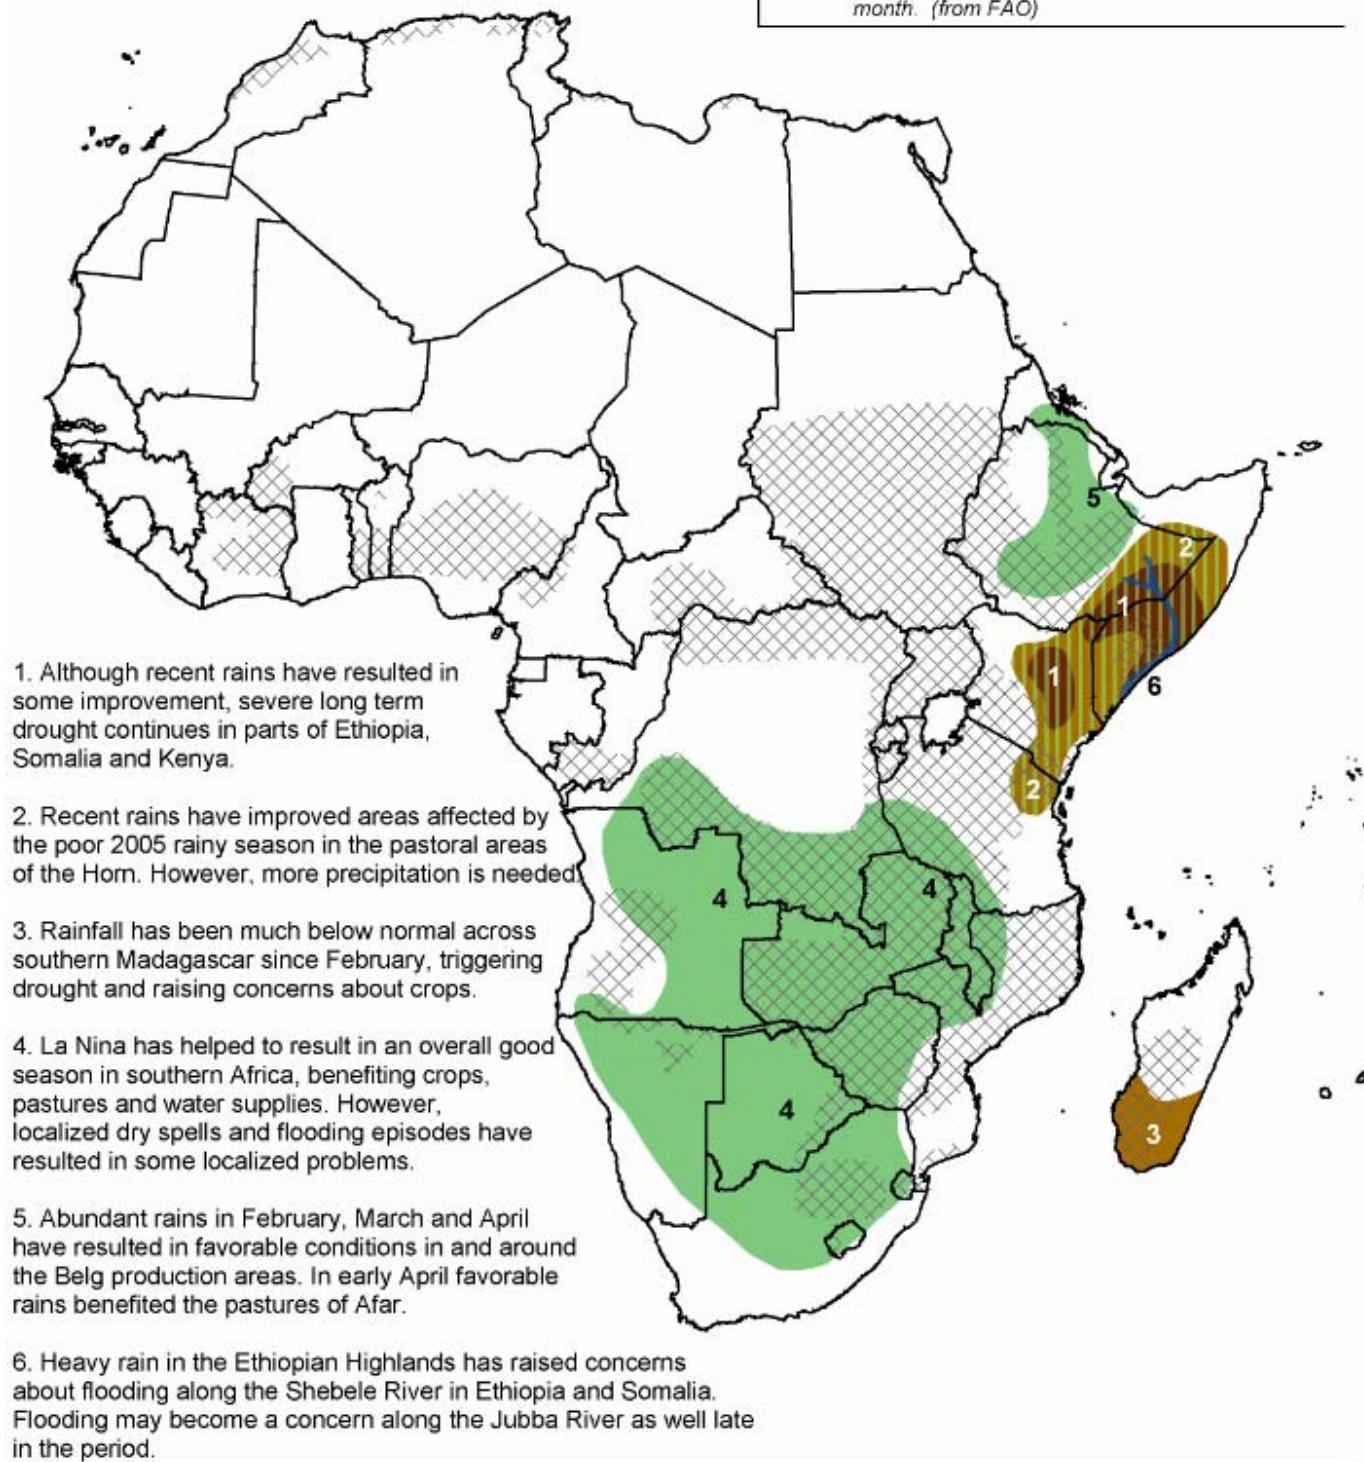 month. (from FAO)
5
2
1
1
6
2
4
4
4
3
1. Although recent rains have resulted in
some improvement, severe long term
drought continues in parts of Ethiopia,
Somalia and Kenya.
2. Recent rains have improved areas affected by
the poor 2005 rainy season in the pastoral areas
of the Horn. However, more precipitation is needed
3. Rainfall has been much below normal across
southern Madagascar since February, triggering
drought and raising concerns about crops.
4. La Nina has helped to result in an overall good
season in southern Africa, benefiting crops,
pastures and water supplies. However,
localized dry spells and flooding episodes have
resulted in some localized problems.
5. Abundant rains in February, March and April
have resulted in favorable conditions in and around
the Belg production areas. In early April favorable
rains benefited the pastures of Afar.
6. Heavy rain in the Ethiopian Highlands has raised concerns
about flooding along the Shebele River in Ethiopia and Somalia.
Flooding may become a concern along the Jubba River as well late
in the period.